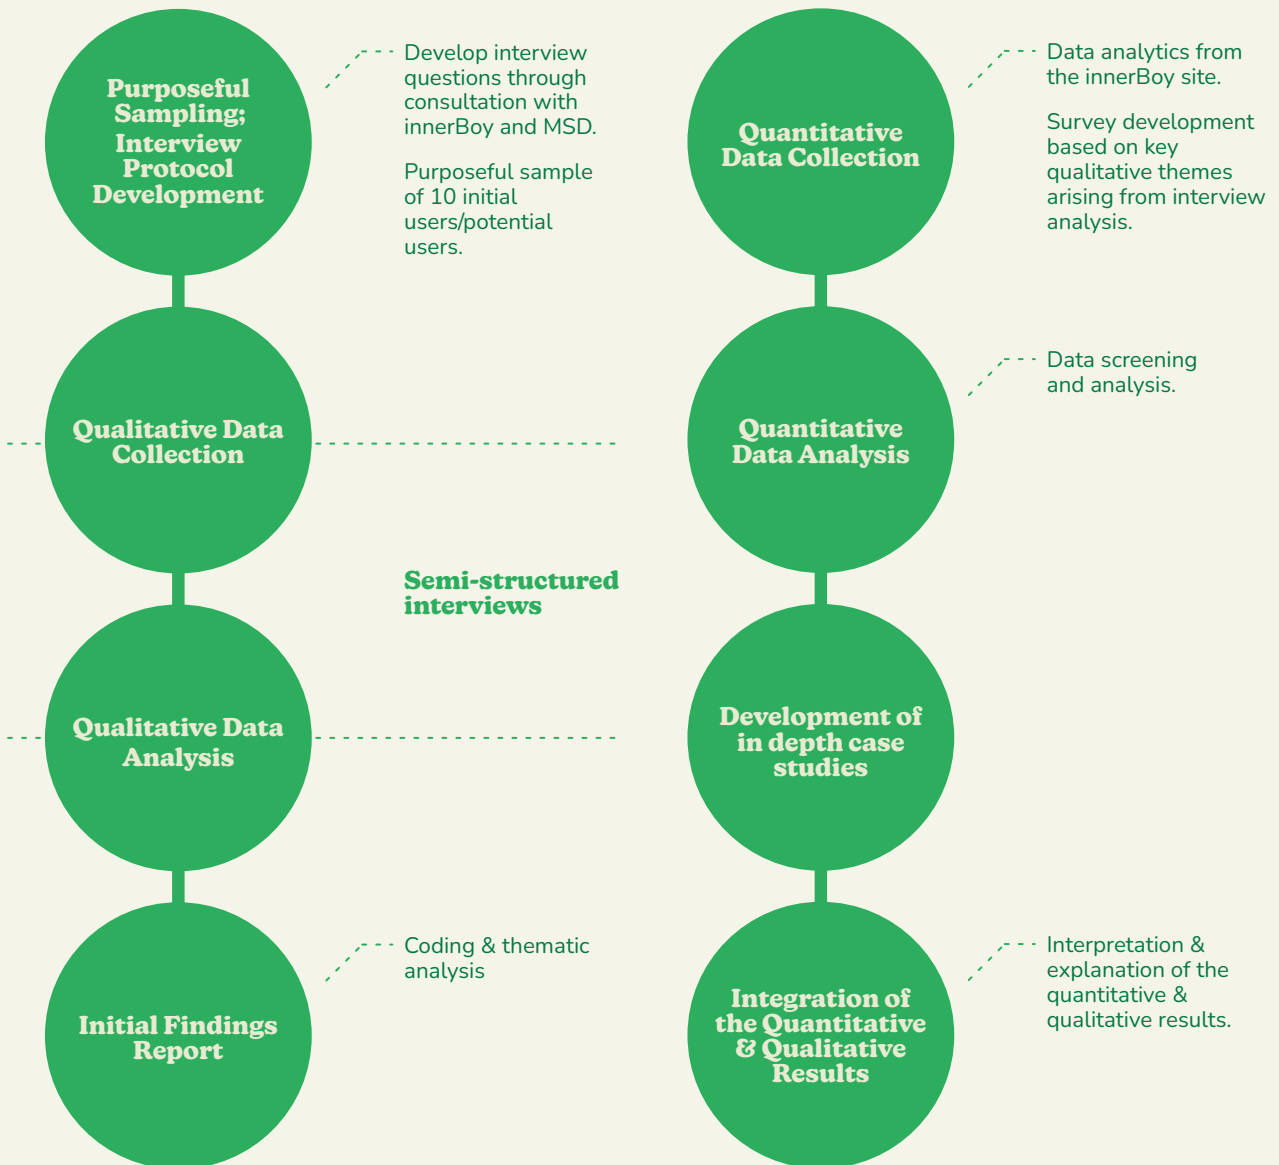 Purposeful
Sampling;
Interview
Protocol
Development
Develop interview
questions through
consultation with
innerBoy and MSD.
Purposeful sample
of 10 initial
users/potential
users.
Qualitative Data
Collection
Semi-structured
interviews
Qualitative Data
Analysis
Initial Findings
Report
Coding & thematic
analysis
Quantitative
Data Collection
Data analytics from
the innerBoy site.
Survey development
based on key
qualitative themes
arising from interview
analysis.
Quantitative
Data Analysis
Data screening
and analysis.
Development of
in depth case
studies
Integration of
the Quantitative
& Qualitative
Results
Interpretation &
explanation of the
quantitative &
qualitative results.